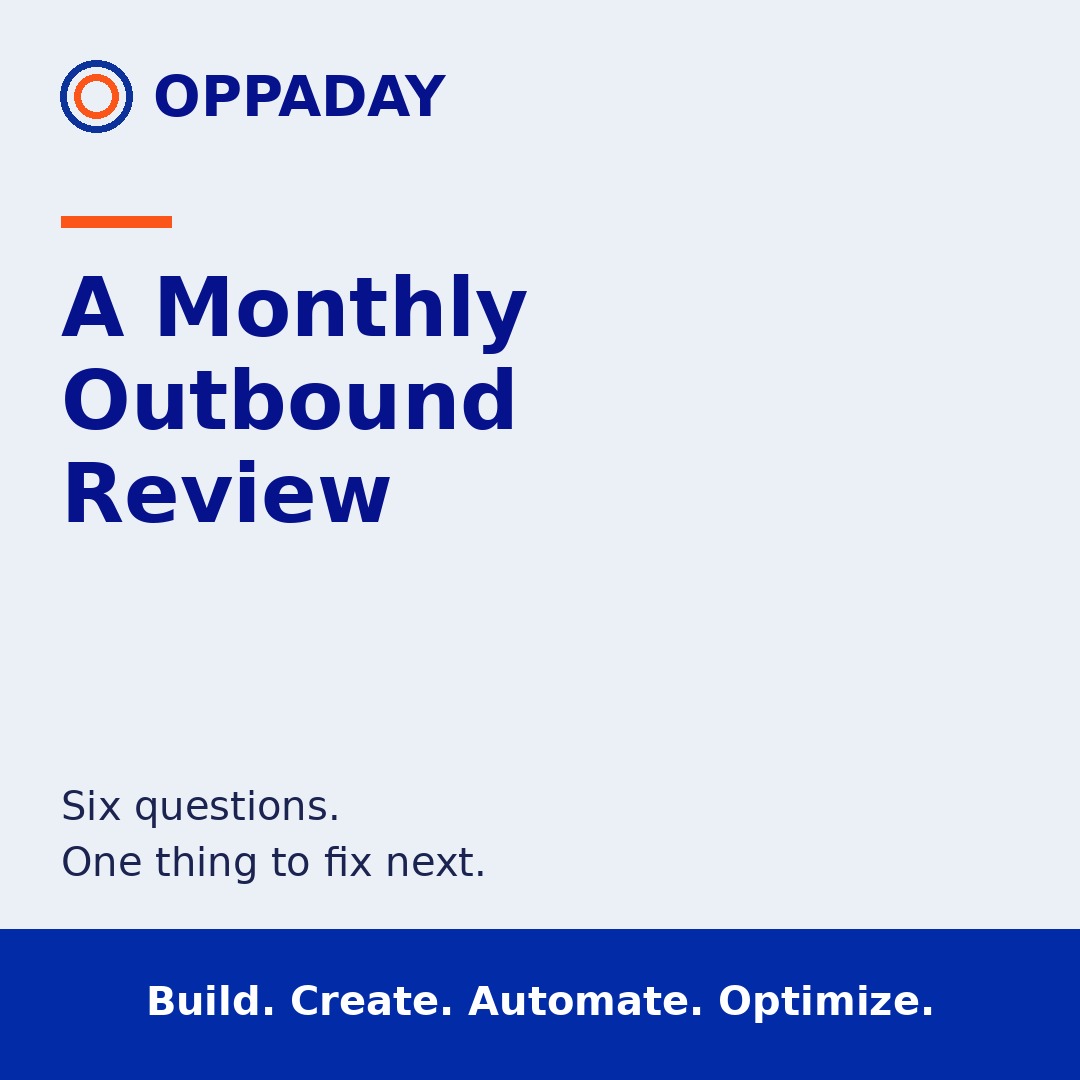 OPPADAY
A Monthly
Outbound
Review
Six questions.
One thing to fix next.
Build. Create. Automate. Optimize.